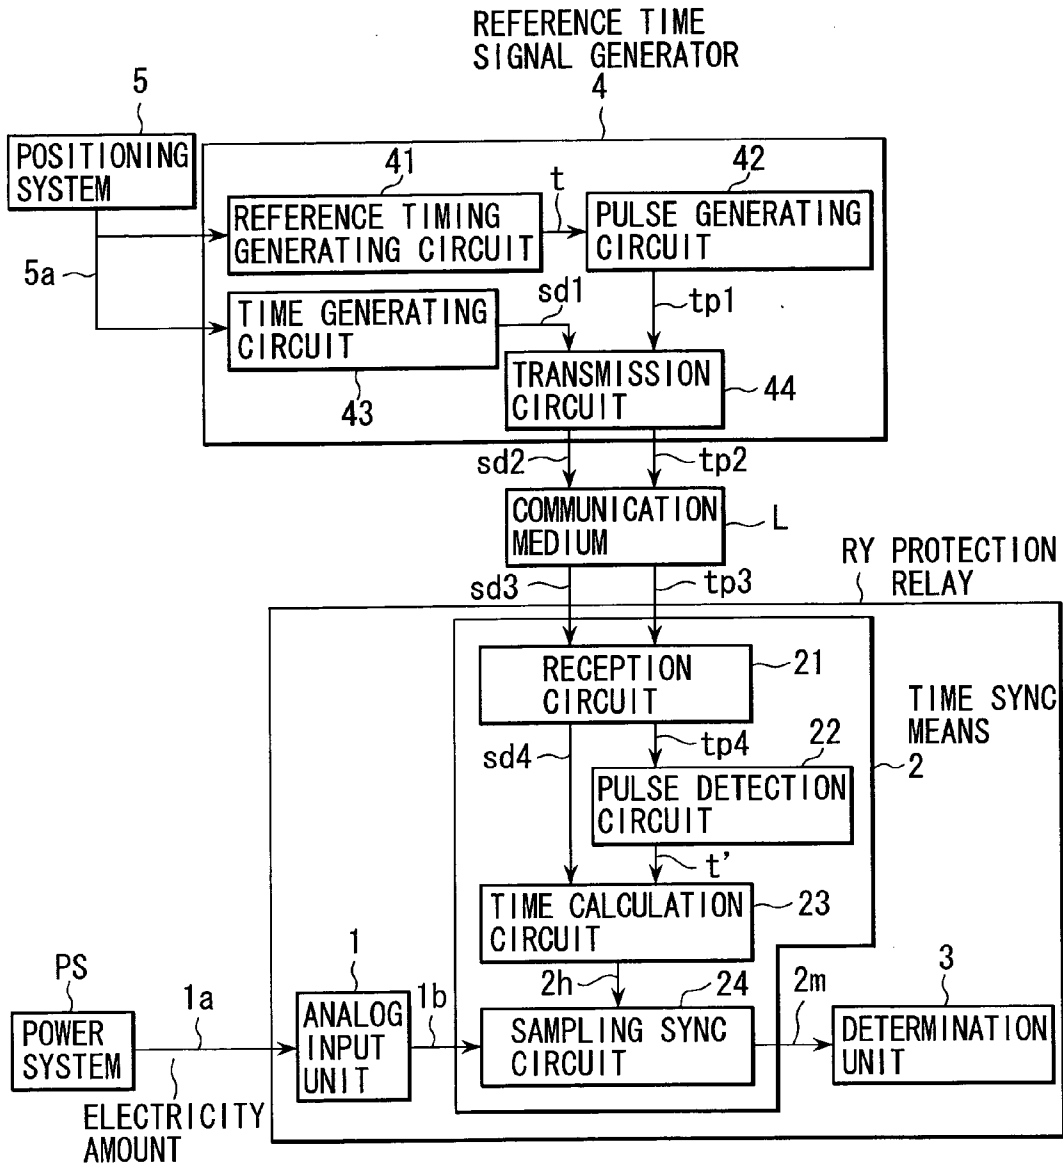 REFERENCE TIME
SIGNAL GENERATOR
4
5
POSITIONING
SYSTEM
5a
41
REFERENCE TIMING
GENERATING CIRCUIT
t
42
PULSE GENERATING
CIRCUIT
TIME GENERATING
CIRCUIT
43
sd1
tp1
TRANSMISSION
CIRCUIT
44
sd2
tp2
COMMUNICATION
MEDIUM
L
sd3
tp3
RY PROTECTION
RELAY
RECEPTION
CIRCUIT
21
TIME SYNC
MEANS
2
sd4
tp4
22
PULSE DETECTION
CIRCUIT
t'
TIME CALCULATION
CIRCUIT
23
2h
24
PS
POWER
SYSTEM
1a
ELECTRICITY
AMOUNT
1
ANALOG
INPUT
UNIT
1b
SAMPLING SYNC
CIRCUIT
2m
3
DETERMINATION
UNIT